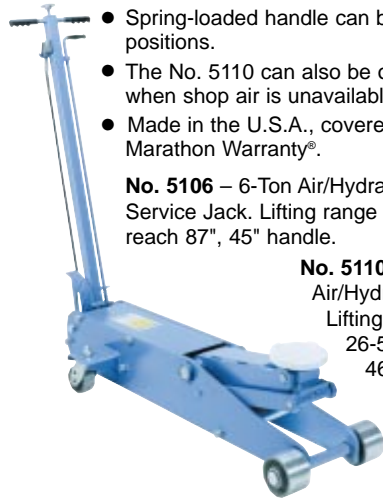 ● Spring-loaded handle can b
positions.
● The No. 5110 can also be o
when shop air is unavailabl
● Made in the U.S.A., covere
Marathon Warranty®.
No. 5106 – 6-Ton Air/Hydra
Service Jack. Lifting range
reach 87", 45" handle.
No. 5110
Air/Hyd
Lifting
26-5
46